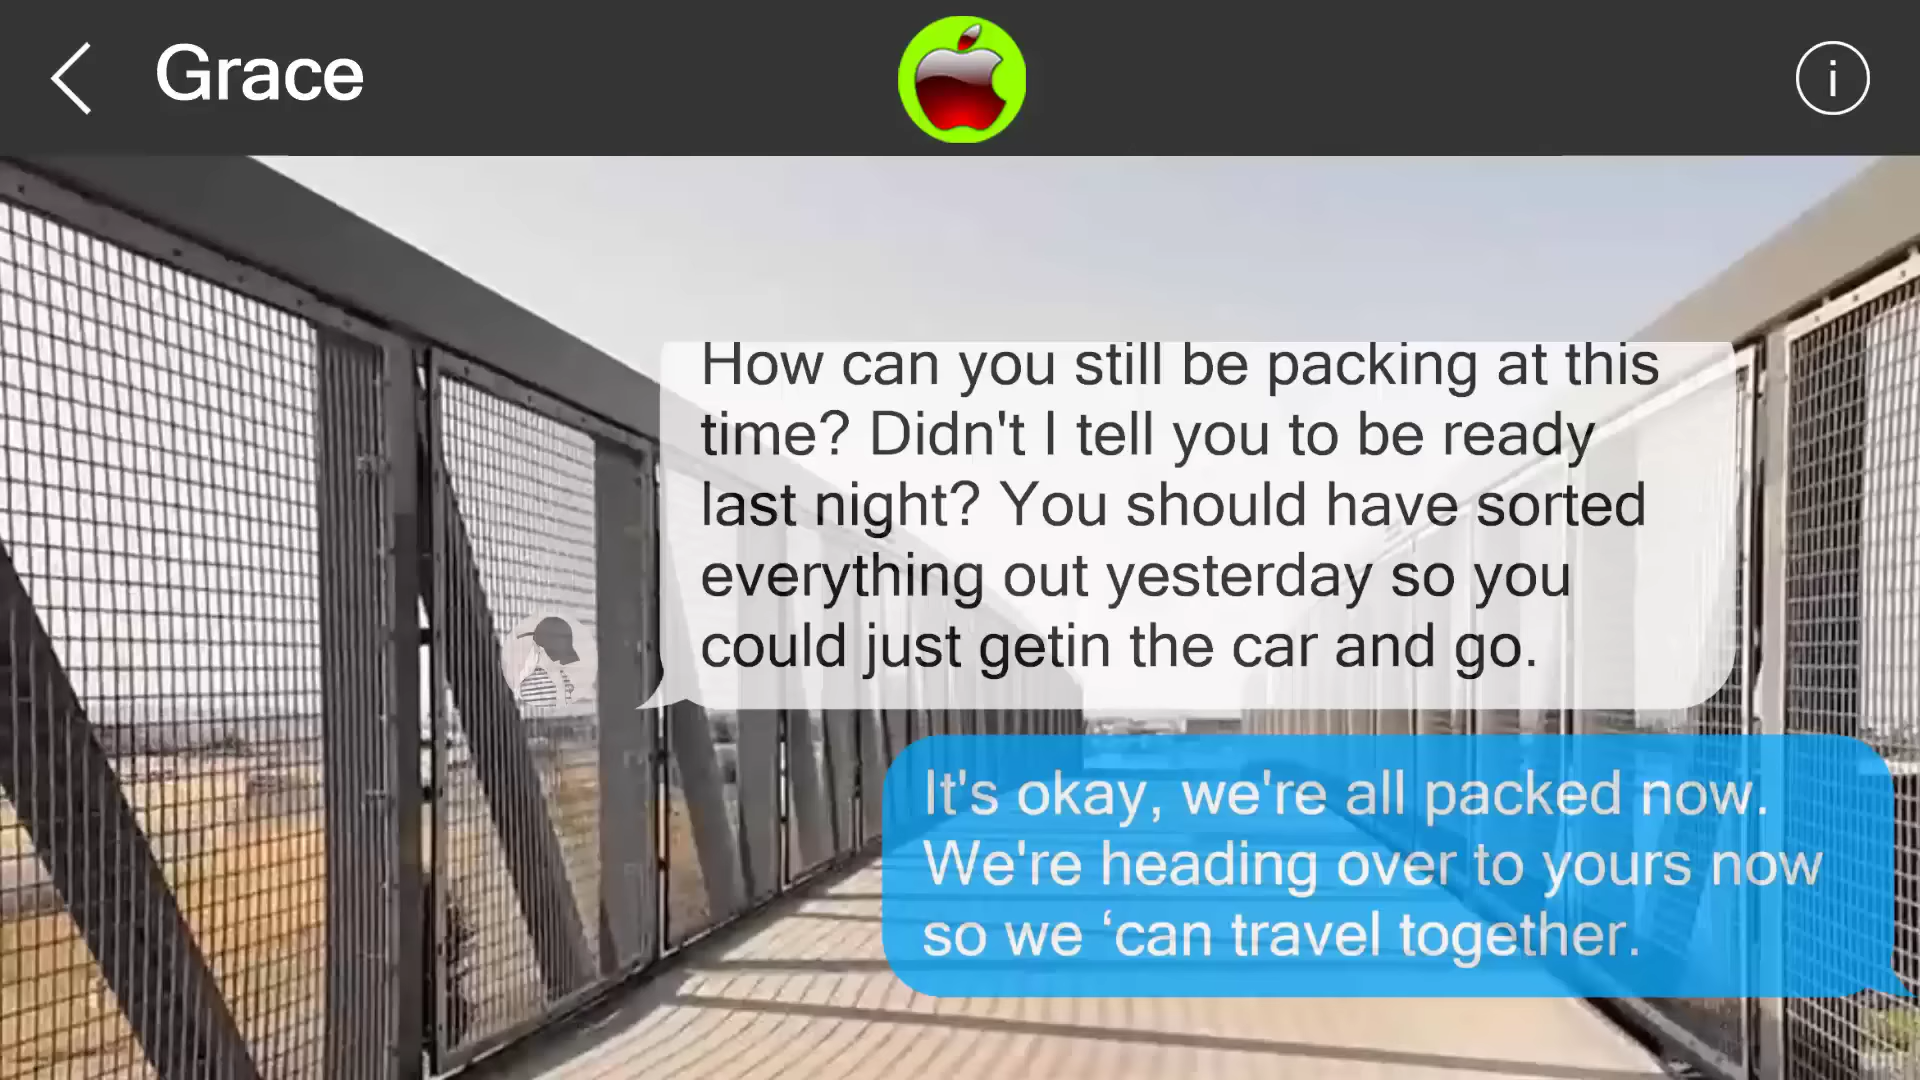 Grace
i
How can you still be packing at this
time? Didn't I tell you to be ready
last night? You should have sorted
everything out yesterday so you
could just getin the car and go.
It's okay, we're all packed now.
We're heading over to yours now
so we ‘can travel together.